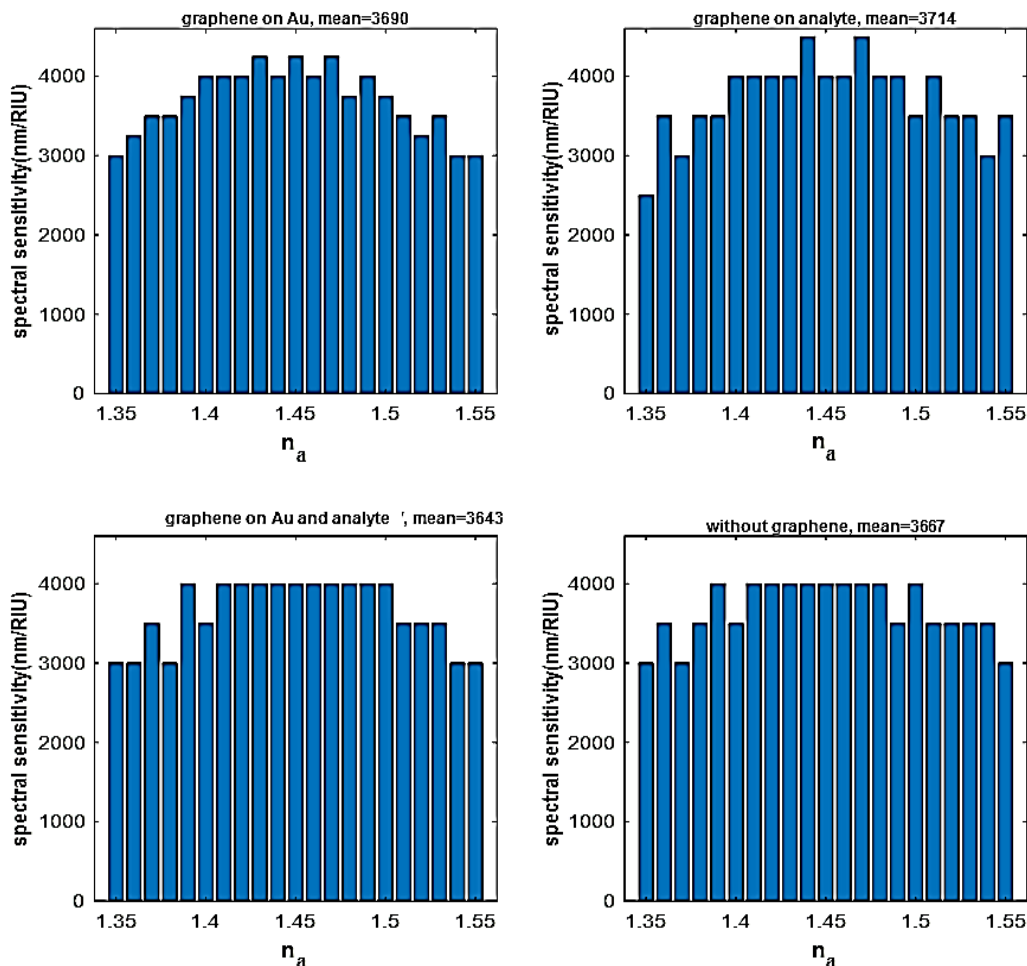 graphene on Au, mean=3690
spectral sensitivity(nm/RIU)
4000
3000
2000
1000
0
1.35 1.4 1.45 1.5 1.55
n_a
graphene on analyte, mean=3714
spectral sensitivity(nm/RIU)
4000
3000
2000
1000
0
1.35 1.4 1.45 1.5 1.55
n_a
graphene on Au and analyte ', mean=3643
spectral sensitivity(nm/RIU)
4000
3000
2000
1000
0
1.35 1.4 1.45 1.5 1.55
n_a
without graphene, mean=3667
spectral sensitivity(nm/RIU)
4000
3000
2000
1000
0
1.35 1.4 1.45 1.5 1.55
n_a